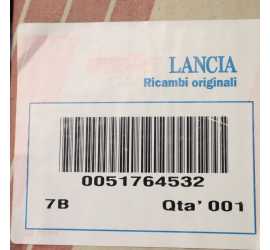 LANCIA
Ricambi originali
0051764532
7B Qta' 001